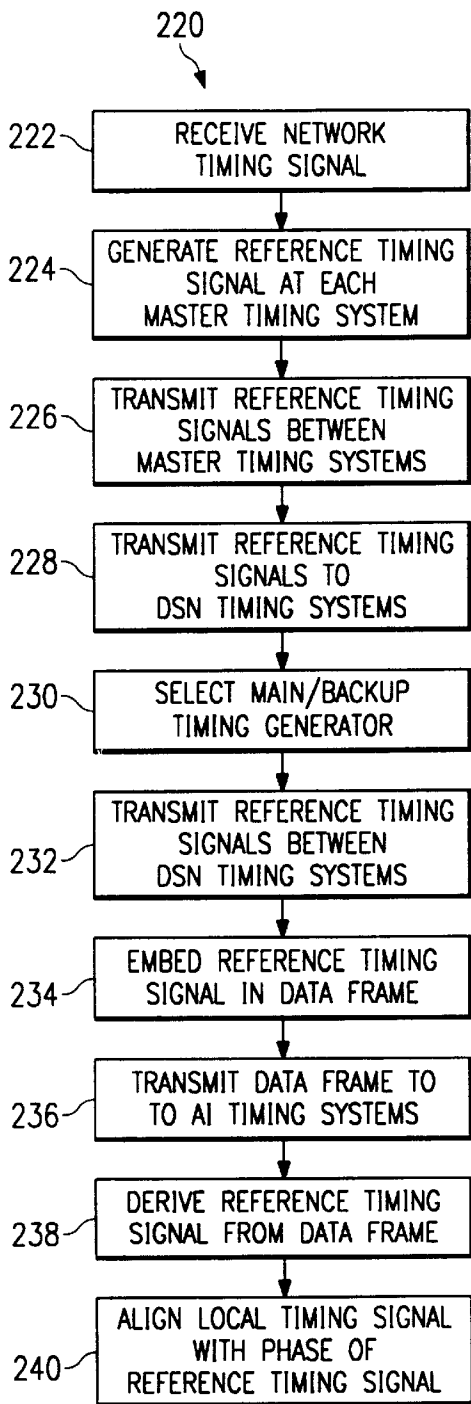 220
222
RECEIVE NETWORK
TIMING SIGNAL
224
GENERATE REFERENCE TIMING
SIGNAL AT EACH
MASTER TIMING SYSTEM
226
TRANSMIT REFERENCE TIMING
SIGNALS BETWEEN
MASTER TIMING SYSTEMS
228
TRANSMIT REFERENCE TIMING
SIGNALS TO
DSN TIMING SYSTEMS
230
SELECT MAIN/BACKUP
TIMING GENERATOR
232
TRANSMIT REFERENCE TIMING
SIGNALS BETWEEN
DSN TIMING SYSTEMS
234
EMBED REFERENCE TIMING
SIGNAL IN DATA FRAME
236
TRANSMIT DATA FRAME TO
TO AI TIMING SYSTEMS
238
DERIVE REFERENCE TIMING
SIGNAL FROM DATA FRAME
240
ALIGN LOCAL TIMING SIGNAL
WITH PHASE OF
REFERENCE TIMING SIGNAL